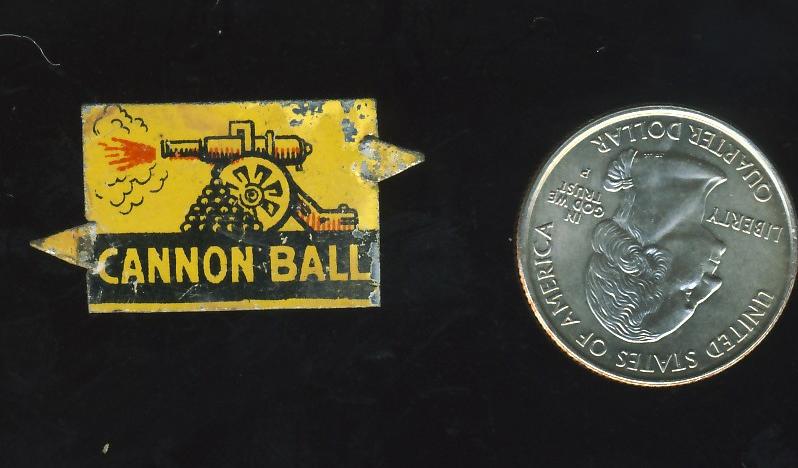 CANNON BALL
UNITED STATES OF AMERICA
LIBERTY
IN
GOD WE
TRUST
P
QUARTER DOLLAR